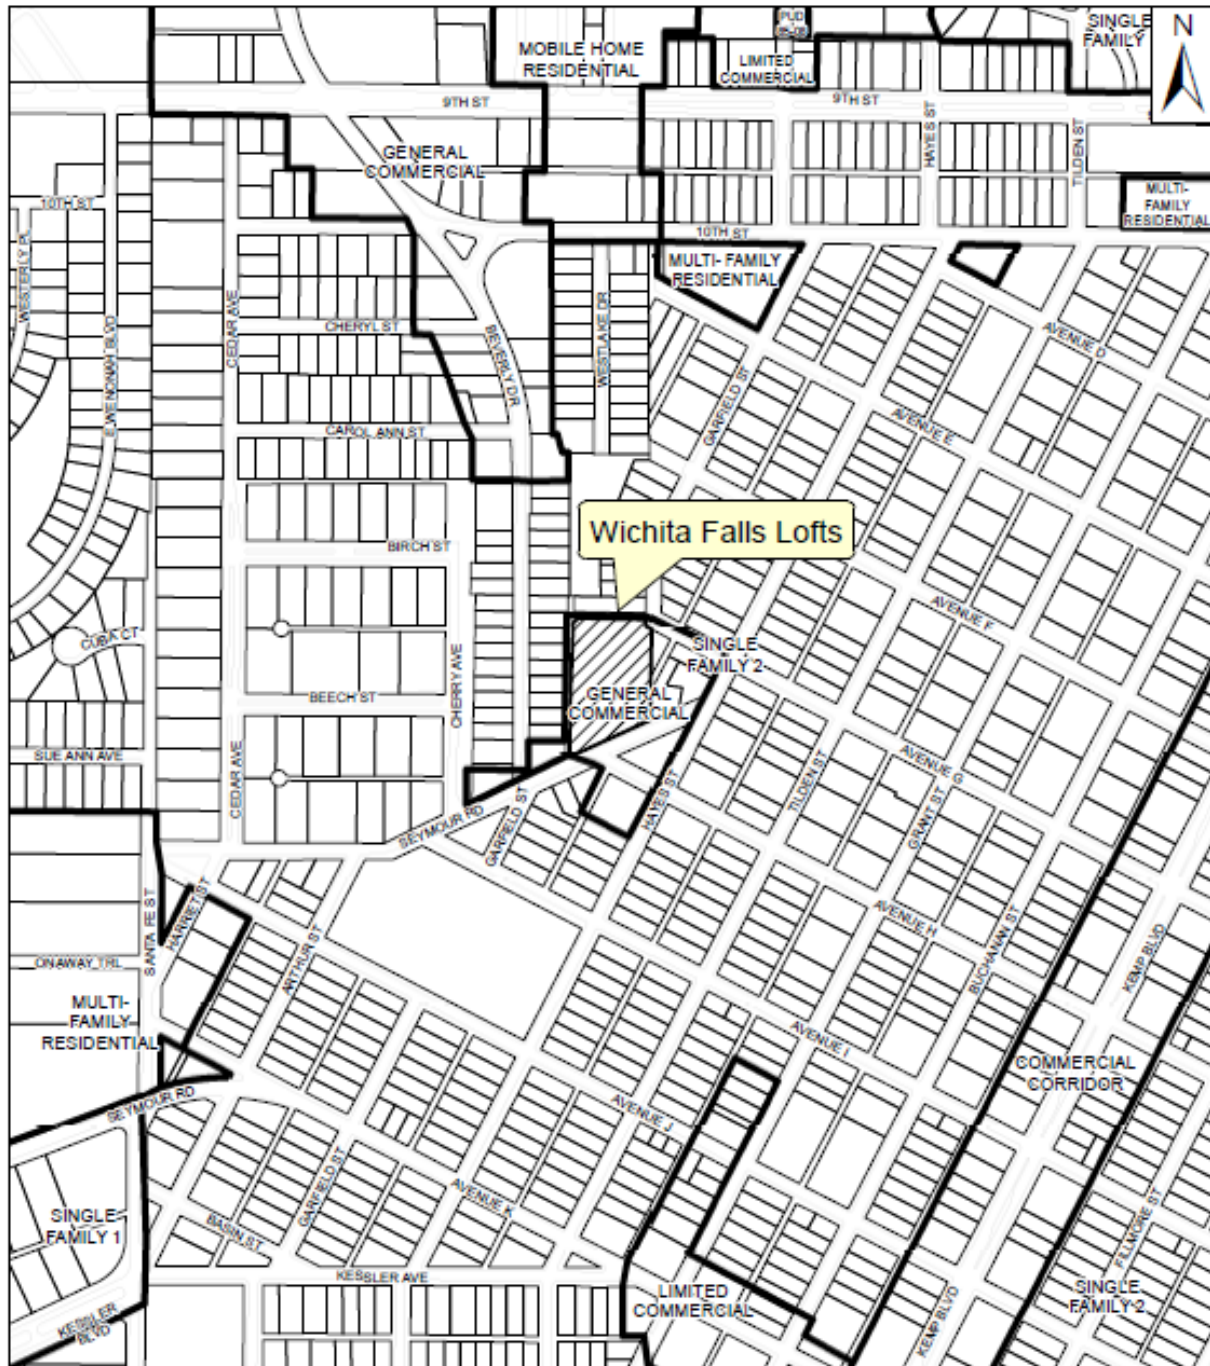 PUD
85-08
SINGLE
FAMILY
N
MOBILE HOME
RESIDENTIAL
LIMITED
COMMERCIAL
9TH ST
9TH ST
HAYES ST
TILDEN ST
GENERAL
COMMERCIAL
10TH ST
MULTI-
FAMILY
RESIDENTIAL
WESTERLY PL
10TH ST
MULTI- FAMILY
RESIDENTIAL
E WENONAH BLVD
CEDAR AVE
CHERYL ST
BEVERLY DR
WESTLAKE DR
AVENUE D
GARFIELD ST
AVENUE E
CAROL ANN ST
Wichita Falls Lofts
BIRCH ST
AVENUE F
CUBA CT
SINGLE
FAMILY 2
BEECH ST
CHERRY AVE
GENERAL
COMMERCIAL
SUE ANN AVE
CEDAR AVE
AVENUE G
TILDEN ST
HAYES ST
GRANT ST
SEYMOUR RD
GARFIELD ST
SANTA FE ST
HARRIET ST
ARTHUR ST
AVENUE H
BUCHANAN ST
KEMP BLVD
ONAWAY TRL
MULTI-
FAMILY
RESIDENTIAL
AVENUE I
COMMERCIAL
CORRIDOR
SEYMOUR RD
AVENUE J
GARFIELD ST
AVENUE K
FILLMORE ST
SINGLE
FAMILY 1
BASIN ST
KESSLER AVE
LIMITED
COMMERCIAL
SINGLE
FAMILY 2
KESSLER
BLVD
KEMP BLVD